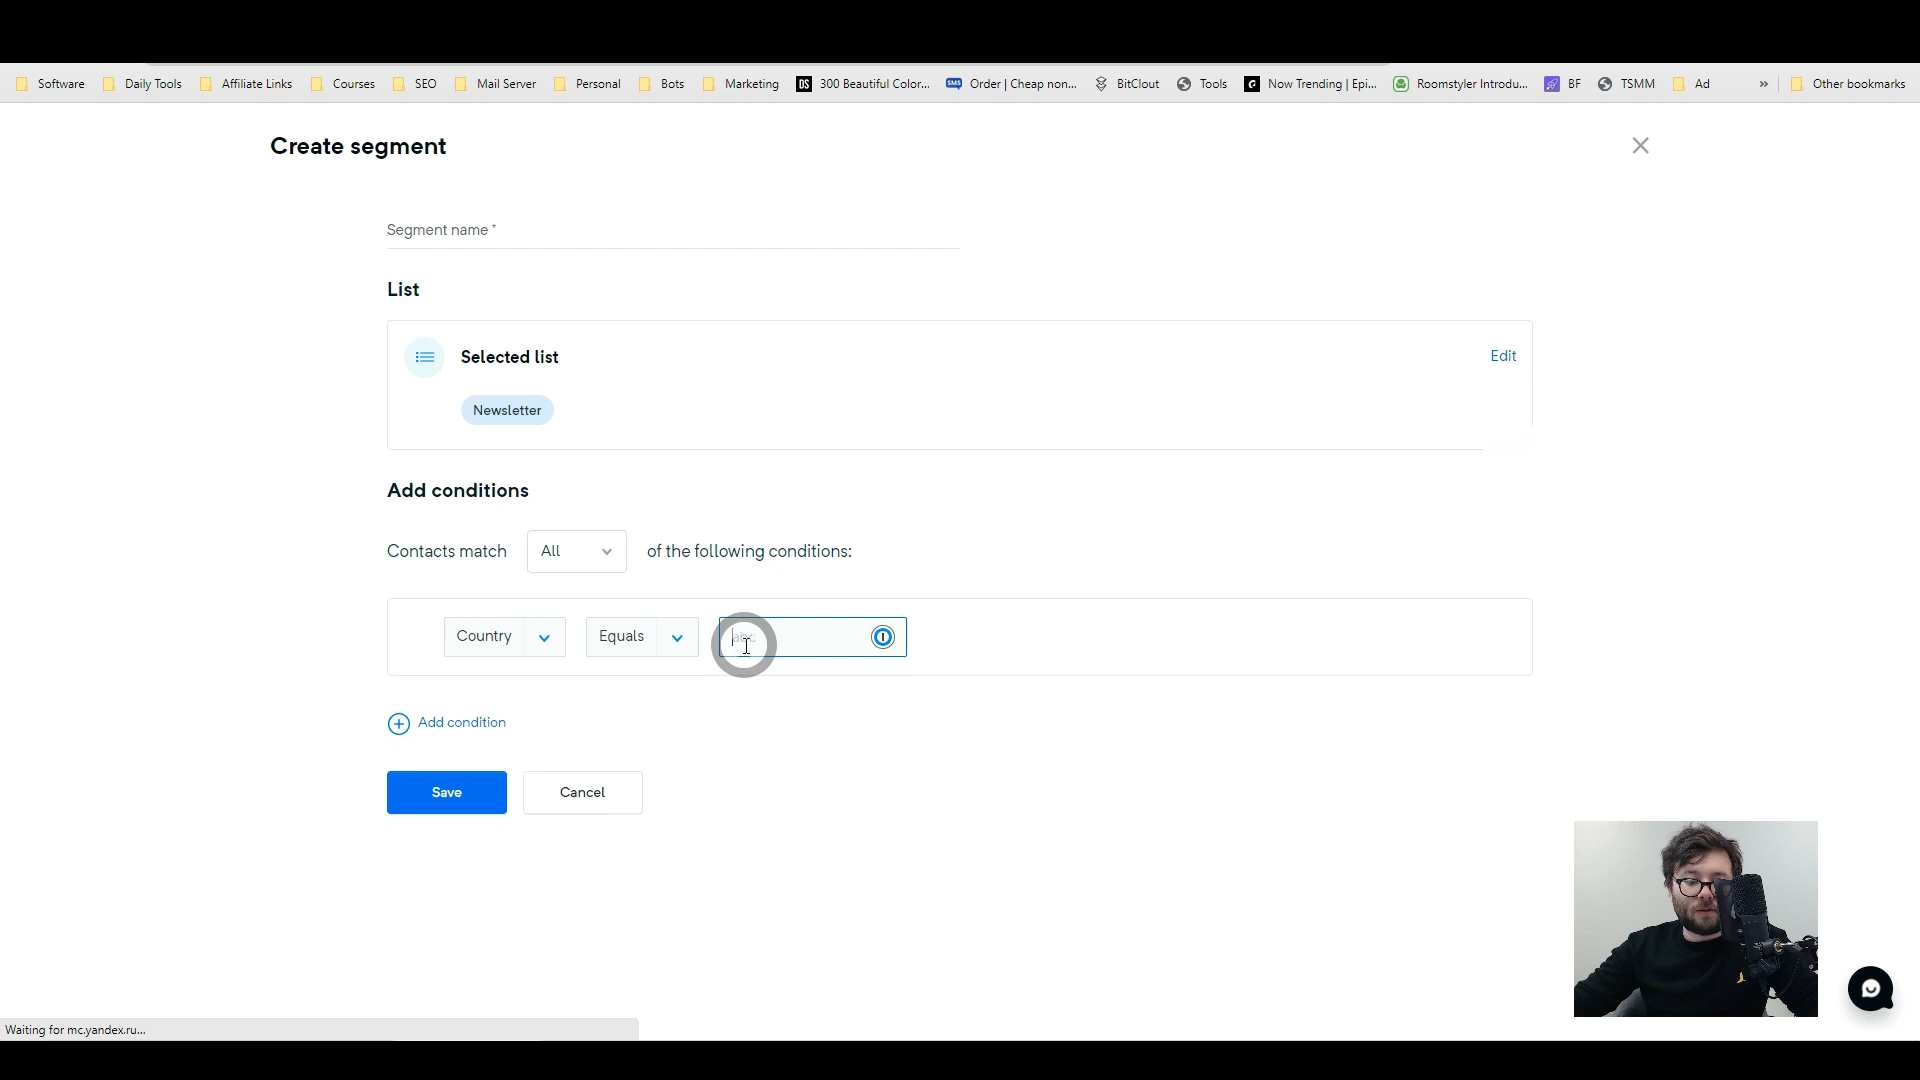 Software Daily Tools Affiliate Links Courses SEO Mail Server Personal Bots Marketing DS 300 Beautiful Color... SMS Order | Cheap non... BitClout Tools Now Trending | Epi... Roomstyler Introdu... BF TSMM Ad » Other bookmarks
Create segment
Segment name *
List
Selected list
Edit
Newsletter
Add conditions
Contacts match All of the following conditions:
Country Equals abc
Add condition
Save Cancel
Waiting for mc.yandex.ru...